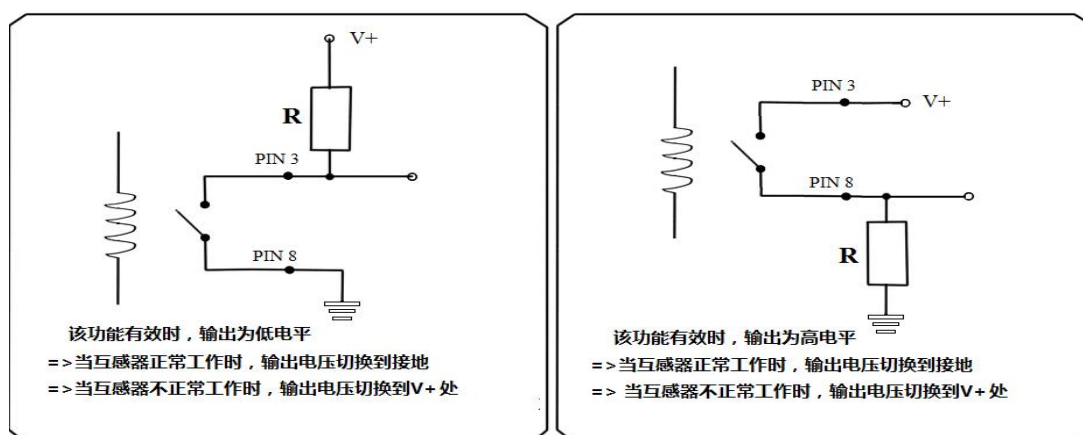 V+
R
PIN 3
PIN 8
该功能有效时，输出为低电平
=>当互感器正常工作时，输出电压切换到接地
=>当互感器不正常工作时，输出电压切换到V+处
PIN 3
V+
PIN 8
R
该功能有效时，输出为高电平
=>当互感器正常工作时，输出电压切换到接地
=> 当互感器不正常工作时，输出电压切换到V+处